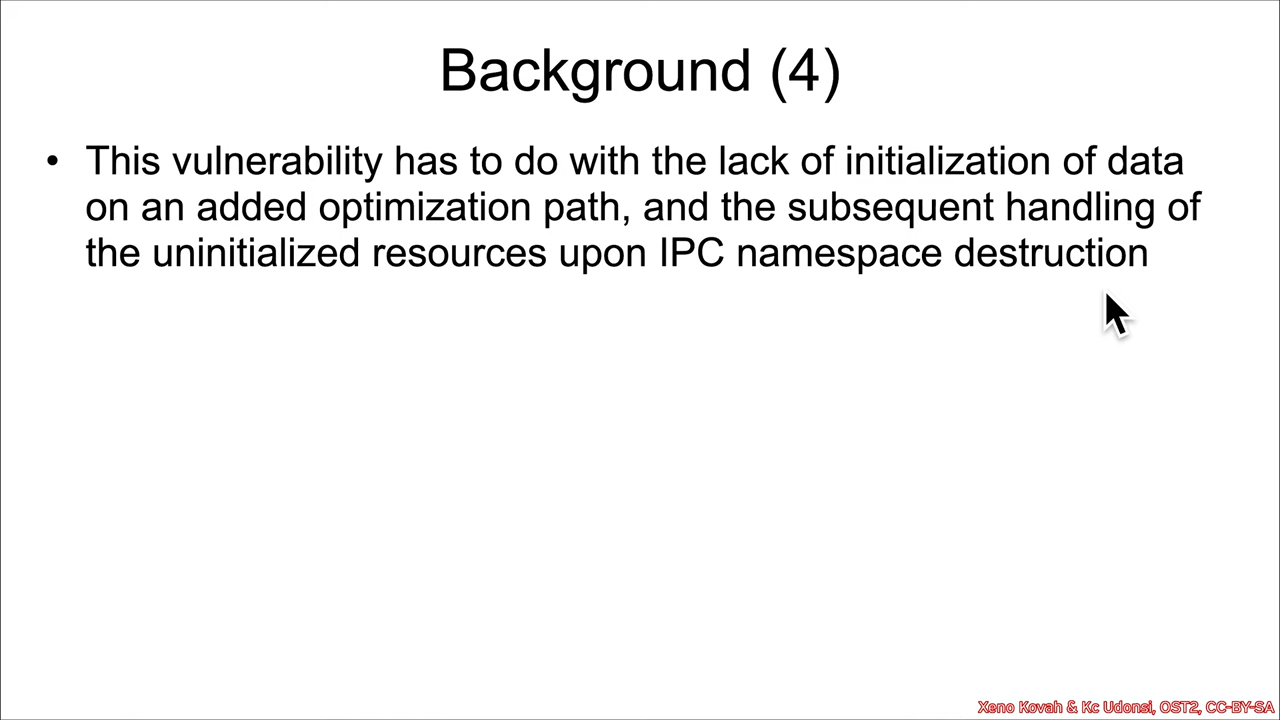 Background (4)
• This vulnerability has to do with the lack of initialization of data
on an added optimization path, and the subsequent handling of
the uninitialized resources upon IPC namespace destruction
Xeno Kovah & Kc Udonsi, OST2, CC-BY-SA